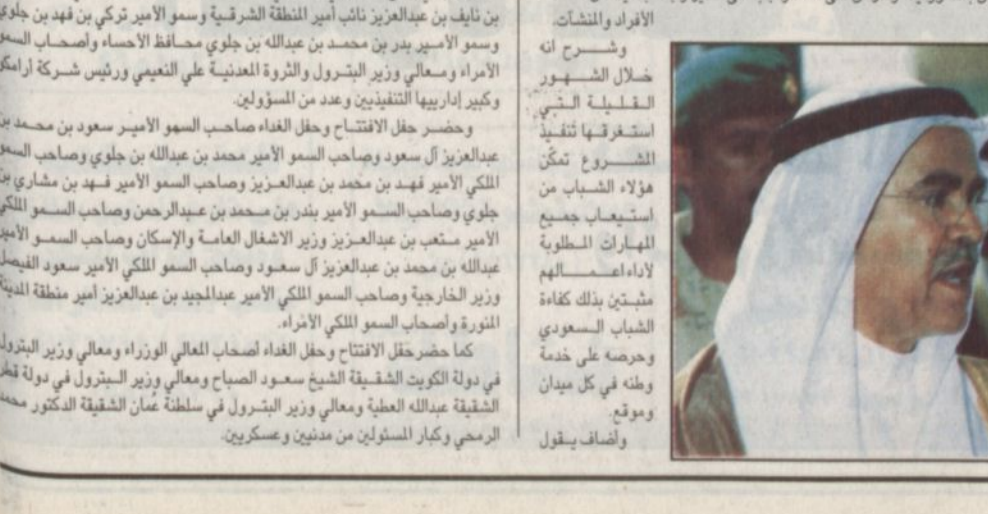 الأفراد والمنشآت.
وشـــرح انه
خلال الشـــهور
القليلة التي
استغرقها تنفيذ
المشـــروع تمكّن
هؤلاء الشباب من
استيعاب جميع
المهارات المطلوبة
لأداء اعمـــالهم
مثبتين بذلك كفاءة
الشباب السعودي
وحرصه على خدمة
وطنه في كل ميدان
وموقع.
وأضاف يقول
بن نايف بن عبدالعزيز نائب أمير المنطقة الشرقية وسمو الأمير تركي بن فهد بن جلوي
وسمو الأمير بدر بن محمد بن عبدالله بن جلوي محافظ الأحساء وأصحاب السمو
الأمراء ومعالي وزير البترول والثروة المعدنية علي النعيمي ورئيس شركة أرامكو
وكبير إدارييها التنفيذيين وعدد من المسؤولين.
وحضر حفل الافتتاح وحفل الغداء صاحب السمو الأمير سعود بن محمد بن
عبدالعزيز آل سعود وصاحب السمو الأمير محمد بن عبدالله بن جلوي وصاحب السمو
الملكي الأمير فهد بن محمد بن عبدالعزيز وصاحب السمو الأمير فهد بن مشاري بن
جلوي وصاحب السمو الأمير بندر بن محمد بن عبدالرحمن وصاحب السمو الملكي
الأمير متعب بن عبدالعزيز وزير الاشغال العامة والإسكان وصاحب السمو الأمير
عبدالله بن محمد بن عبدالعزيز آل سعود وصاحب السمو الملكي الأمير سعود الفيصل
وزير الخارجية وصاحب السمو الملكي الأمير عبدالمجيد بن عبدالعزيز أمير منطقة المدينة
المنورة وأصحاب السمو الملكي الأمراء.
كما حضر حفل الافتتاح وحفل الغداء أصحاب المعالي الوزراء ومعالي وزير البترول
في دولة الكويت الشقيقة الشيخ سعود الصباح ومعالي وزير البترول في دولة قطر
الشقيقة عبدالله العطية ومعالي وزير البترول في سلطنة عُمان الشقيقة الدكتور محمد
الرمحي وكبار المسئولين من مدنيين وعسكريين.